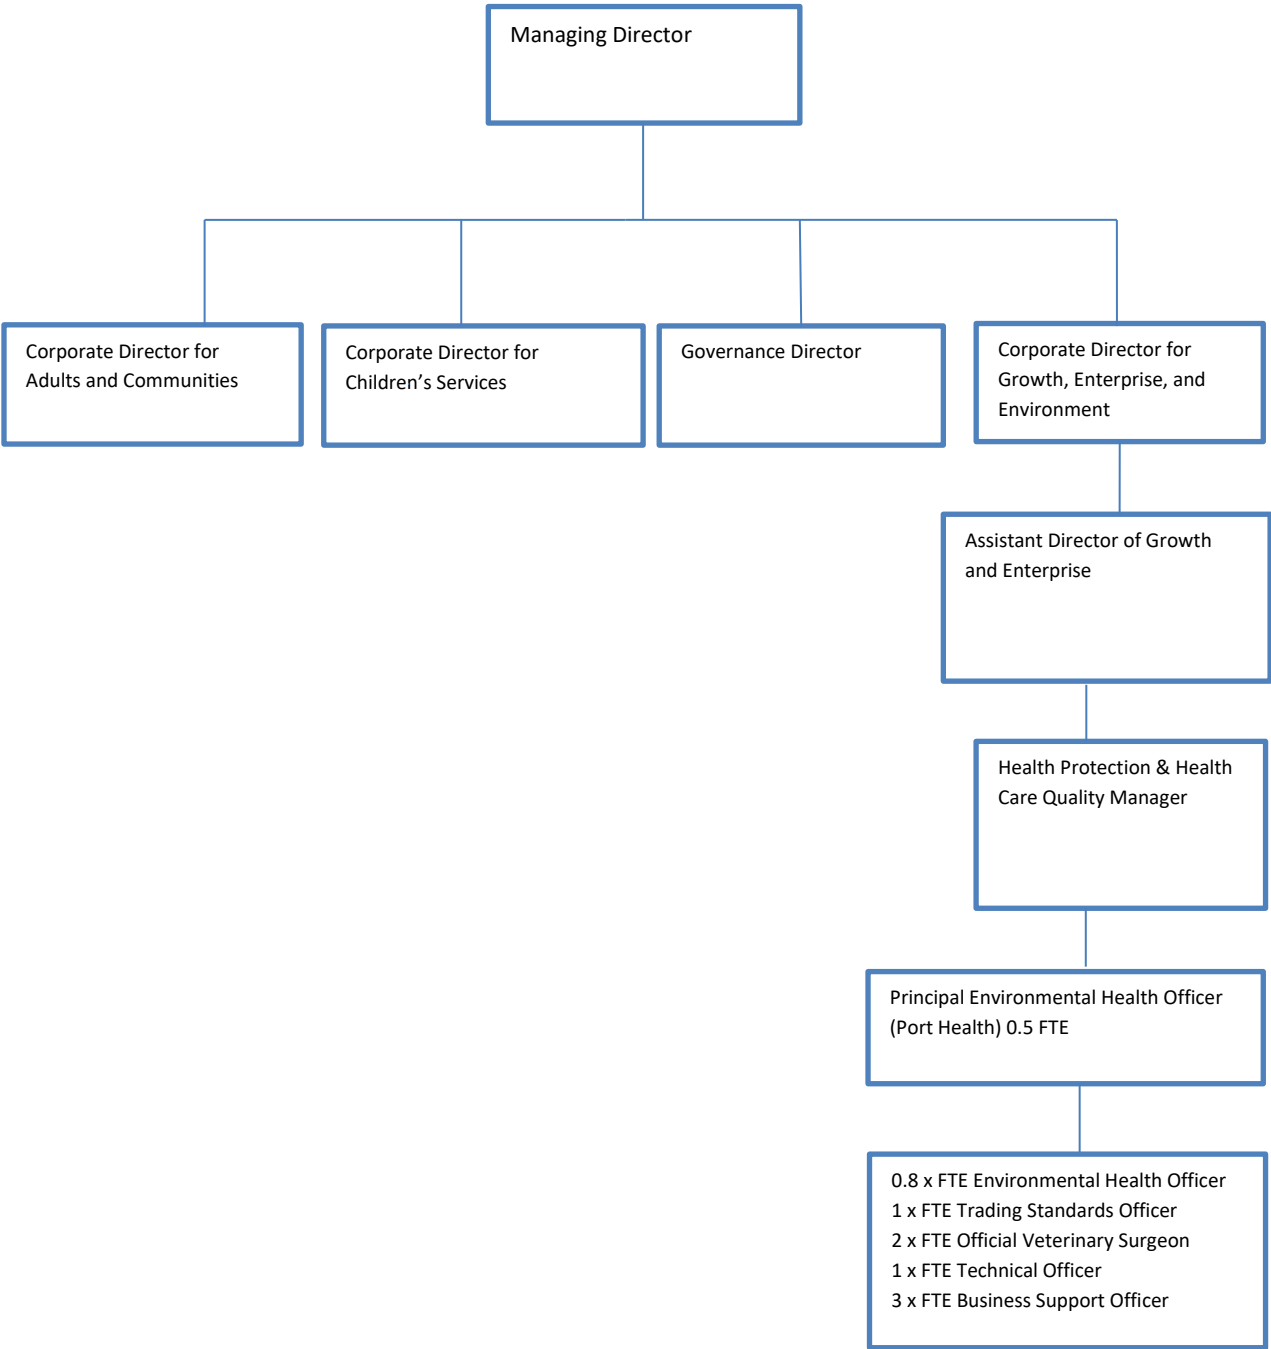 Managing Director
Corporate Director for
Adults and Communities
Corporate Director for
Children’s Services
Governance Director
Corporate Director for
Growth, Enterprise, and
Environment
Assistant Director of Growth
and Enterprise
Health Protection & Health
Care Quality Manager
Principal Environmental Health Officer
(Port Health) 0.5 FTE
0.8 x FTE Environmental Health Officer
1 x FTE Trading Standards Officer
2 x FTE Official Veterinary Surgeon
1 x FTE Technical Officer
3 x FTE Business Support Officer